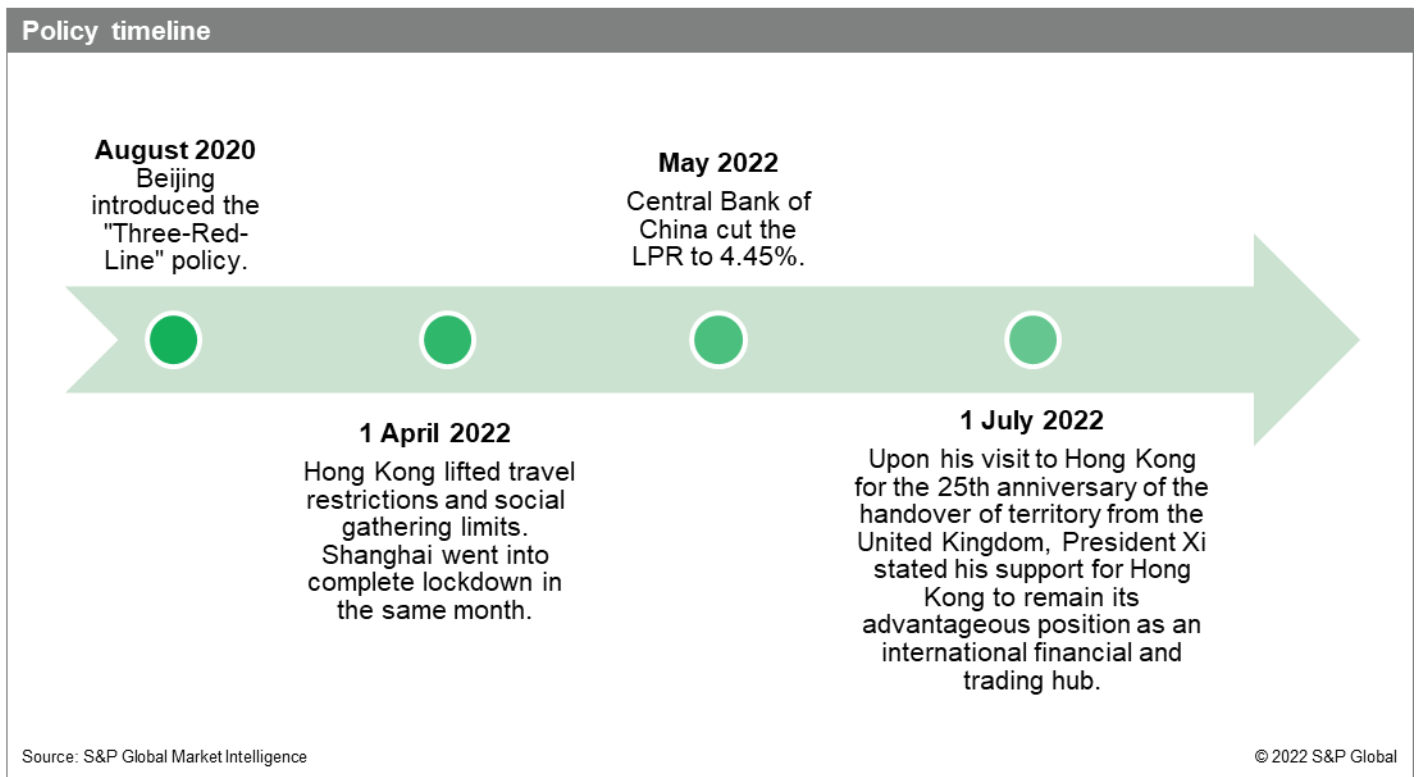 Policy timeline
August 2020
Beijing
introduced the
"Three-Red-
Line" policy.
1 April 2022
Hong Kong lifted travel
restrictions and social
gathering limits.
Shanghai went into
complete lockdown in
the same month.
May 2022
Central Bank of
China cut the
LPR to 4.45%.
1 July 2022
Upon his visit to Hong Kong
for the 25th anniversary of the
handover of territory from the
United Kingdom, President Xi
stated his support for Hong
Kong to remain its
advantageous position as an
international financial and
trading hub.
Source: S&P Global Market Intelligence
© 2022 S&P Global